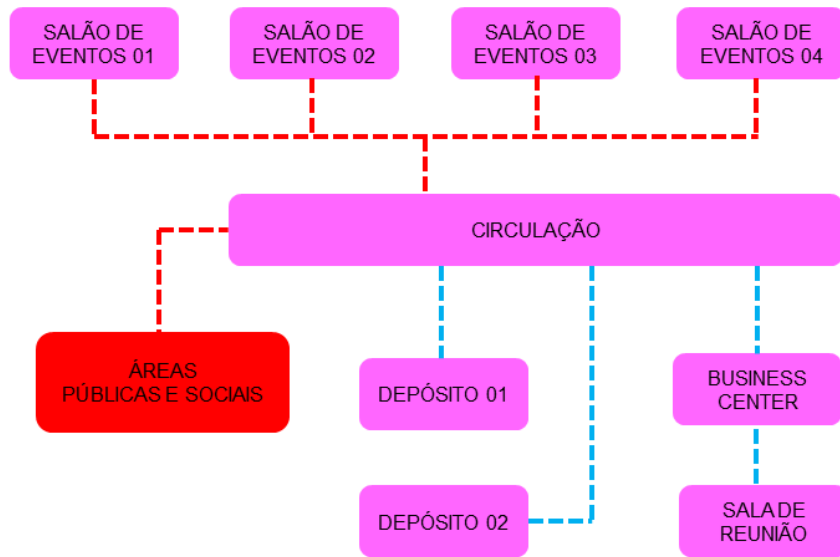 SALÃO DE
EVENTOS 01
SALÃO DE
EVENTOS 02
SALÃO DE
EVENTOS 03
SALÃO DE
EVENTOS 04
CIRCULAÇÃO
ÁREAS
PÚBLICAS E SOCIAIS
DEPÓSITO 01
BUSINESS
CENTER
DEPÓSITO 02
SALA DE
REUNIÃO